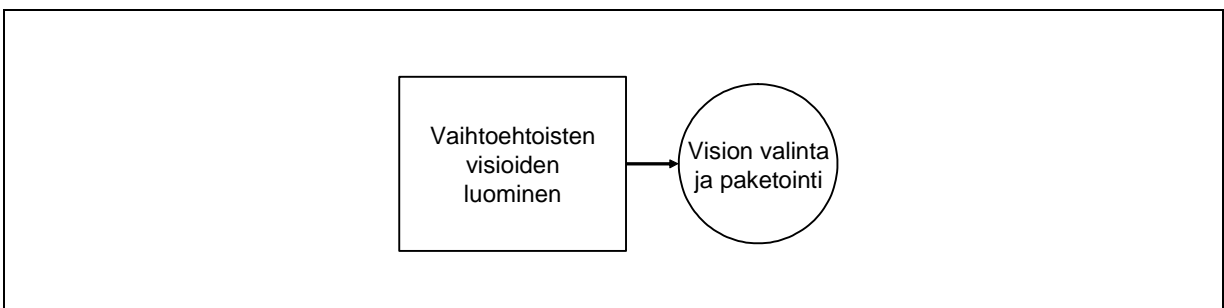 Vaihtoehtoisten
visioiden
luominen
Vision valinta
ja paketointi